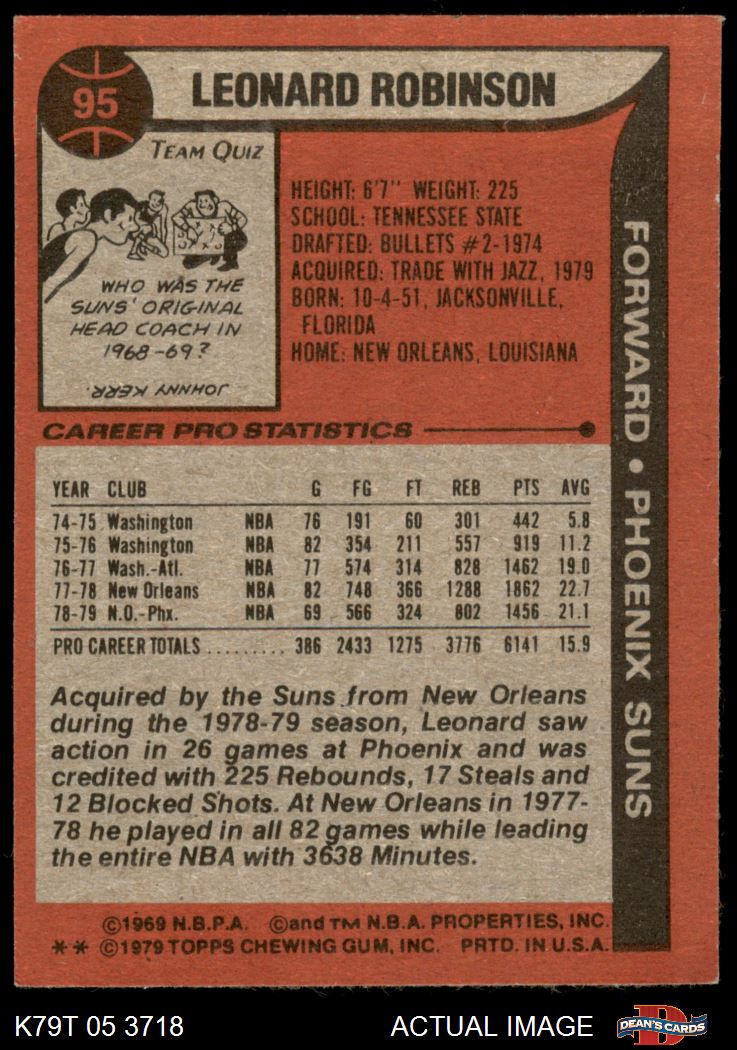 95
LEONARD ROBINSON
TEAM QUIZ
WHO WAS THE
SUNS' ORIGINAL
HEAD COACH IN
1968-69?
JOHNNY KERR.
HEIGHT: 6'7" WEIGHT: 225
SCHOOL: TENNESSEE STATE
DRAFTED: BULLETS #2-1974
ACQUIRED: TRADE WITH JAZZ, 1979
BORN: 10-4-51, JACKSONVILLE,
FLORIDA
HOME: NEW ORLEANS, LOUISIANA
FORWARD • PHOENIX SUNS
CAREER PRO STATISTICS
YEAR CLUB G FG FT REB PTS AVG
74-75 Washington NBA 76 191 60 301 442 5.8
75-76 Washington NBA 82 354 211 557 919 11.2
76-77 Wash.-Atl. NBA 77 574 314 828 1462 19.0
77-78 New Orleans NBA 82 748 366 1288 1862 22.7
78-79 N.O.-Phx. NBA 69 566 324 802 1456 21.1
PRO CAREER TOTALS ......... 386 2433 1275 3776 6141 15.9
Acquired by the Suns from New Orleans
during the 1978-79 season, Leonard saw
action in 26 games at Phoenix and was
credited with 225 Rebounds, 17 Steals and
12 Blocked Shots. At New Orleans in 1977-
78 he played in all 82 games while leading
the entire NBA with 3638 Minutes.
©1969 N.B.P.A. ©and TM N.B.A. PROPERTIES, INC.
** ©1979 TOPPS CHEWING GUM, INC. PRTD. IN U.S.A.
K79T 05 3718 ACTUAL IMAGE
D
DEAN'S CARDS